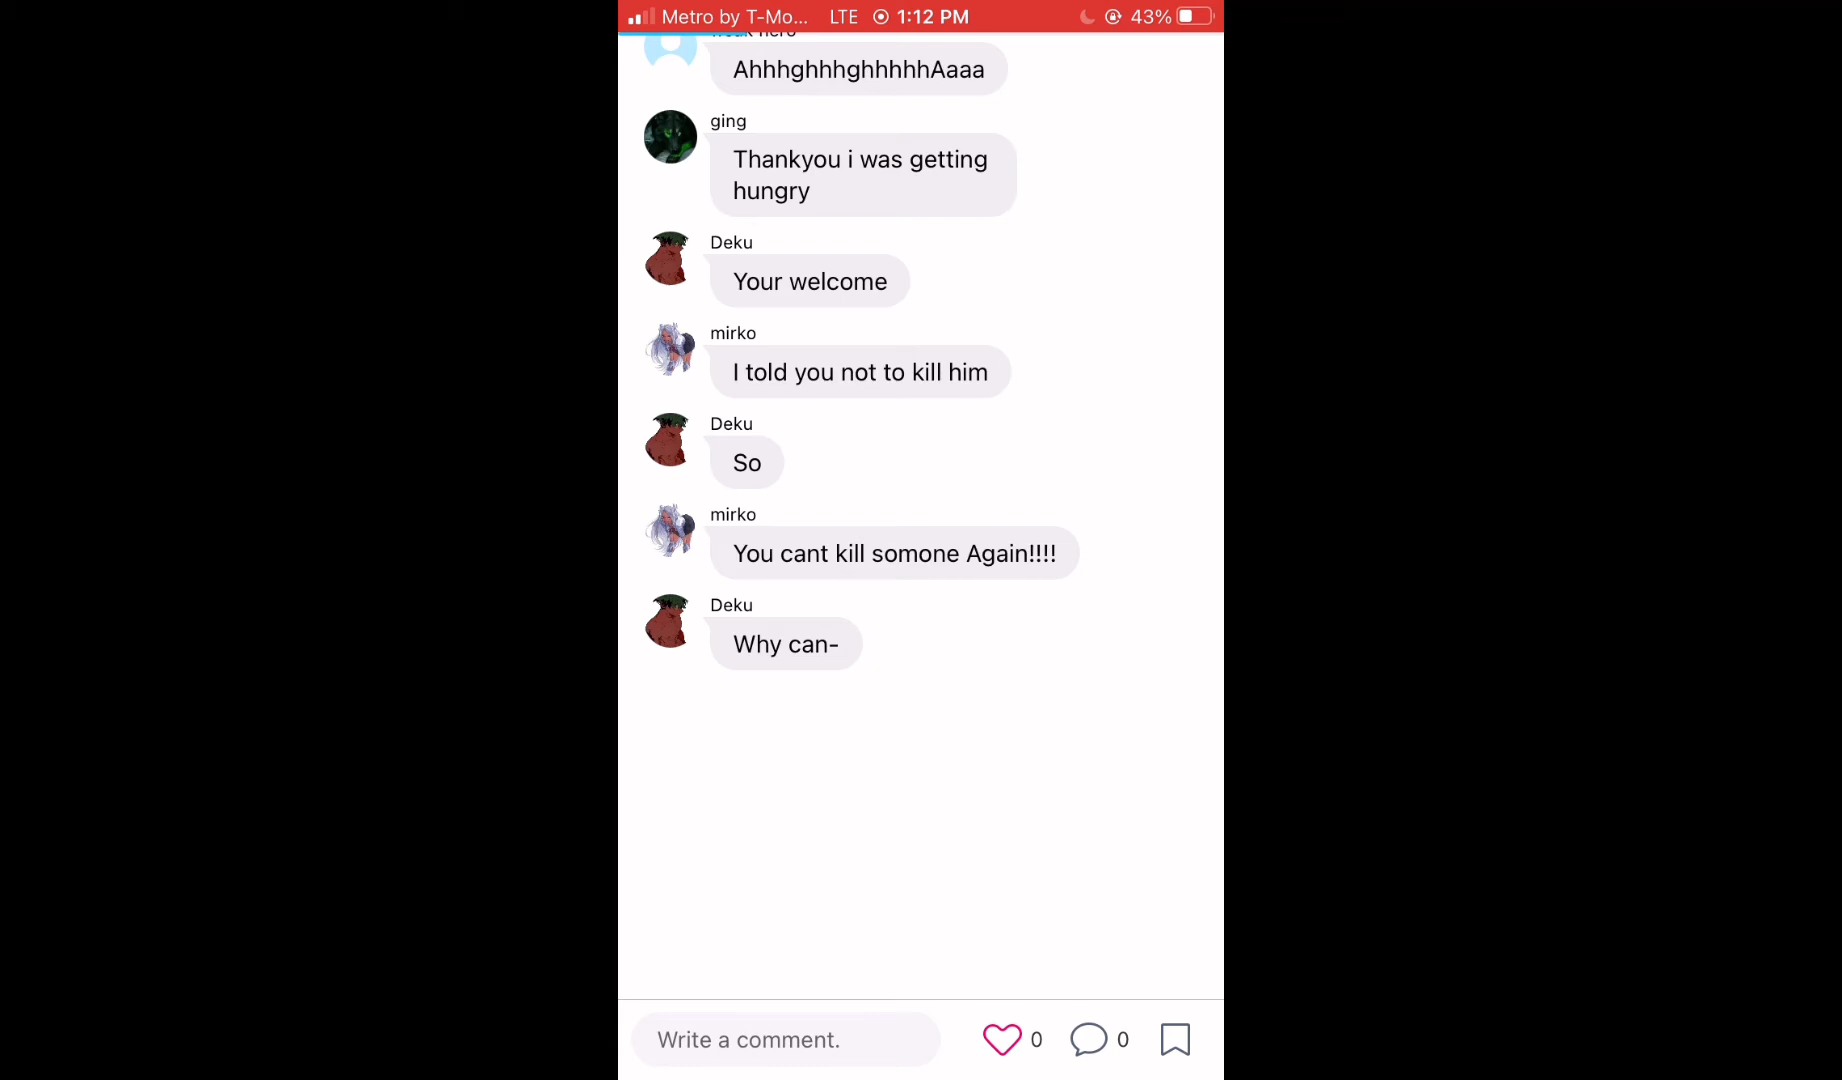 Metro by T-Mo... LTE 1:12 PM 43%
AhhhghhhghhhhhAaaa
ging
Thankyou i was getting
hungry
Deku
Your welcome
mirko
I told you not to kill him
Deku
So
mirko
You cant kill somone Again!!!!
Deku
Why can-
Write a comment. 0 0